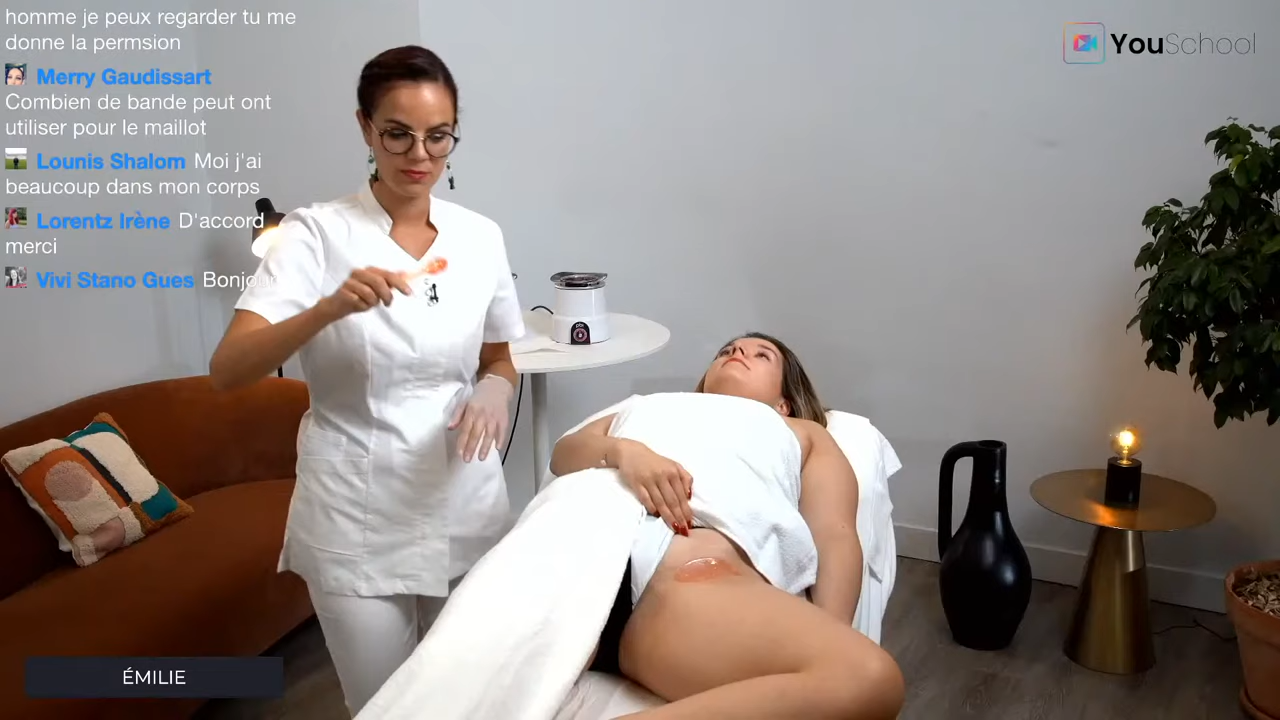 homme je peux regarder tu me
donne la permsion
Merry Gaudissart
Combien de bande peut ont
utiliser pour le maillot
Lounis Shalom Moi j'ai
beaucoup dans mon corps
Lorentz Irène D'accord
merci
Vivi Stano Gues Bonjour
YouSchool
ÉMILIE